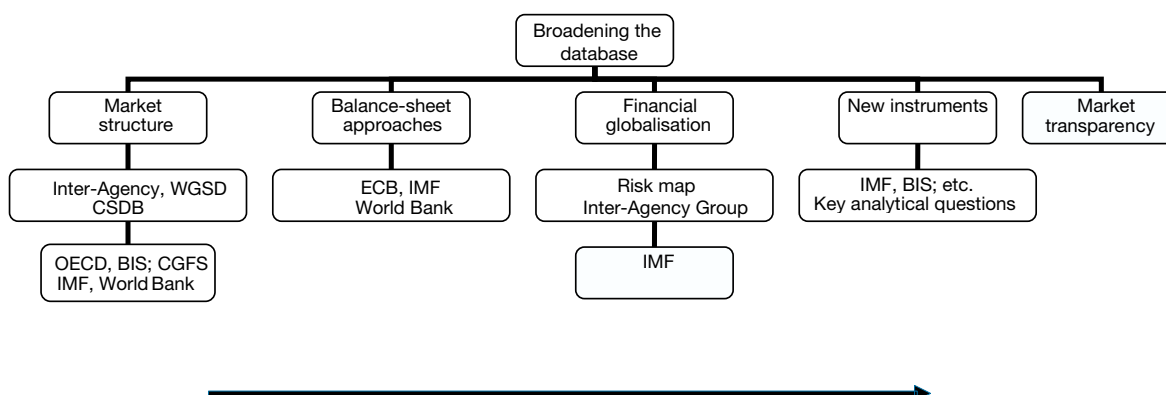 Broadening the
database
Market
structure
Balance-sheet
approaches
Financial
globalisation
New instruments
Market
transparency
Inter-Agency, WGSD
CSDB
ECB, IMF
World Bank
Risk map
Inter-Agency Group
IMF, BIS; etc.
Key analytical questions
OECD, BIS; CGFS
IMF, World Bank
IMF